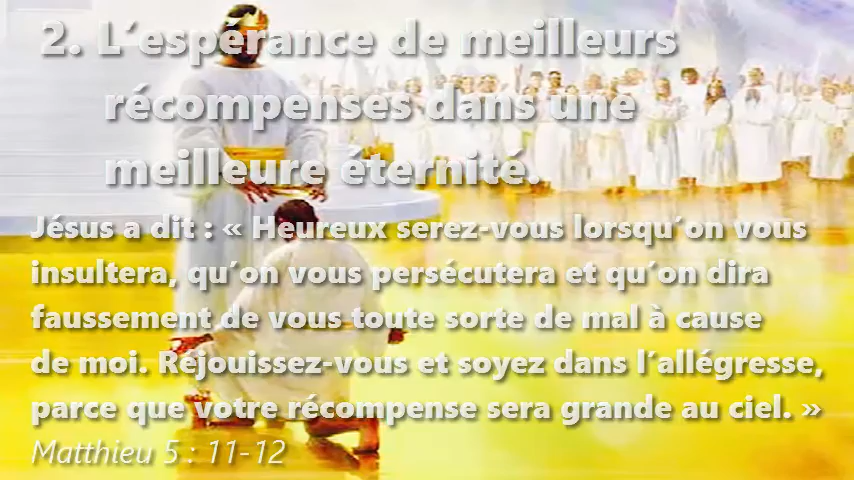 2. L´espérance de meilleurs
récompenses dans une
meilleure éternité.
Jésus a dit : « Heureux serez-vous lorsqu´on vous
insultera, qu´on vous persécutera et qu´on dira
faussement de vous toute sorte de mal à cause
de moi. Réjouissez-vous et soyez dans l´allégresse,
parce que votre récompense sera grande au ciel. »
Matthieu 5 : 11-12